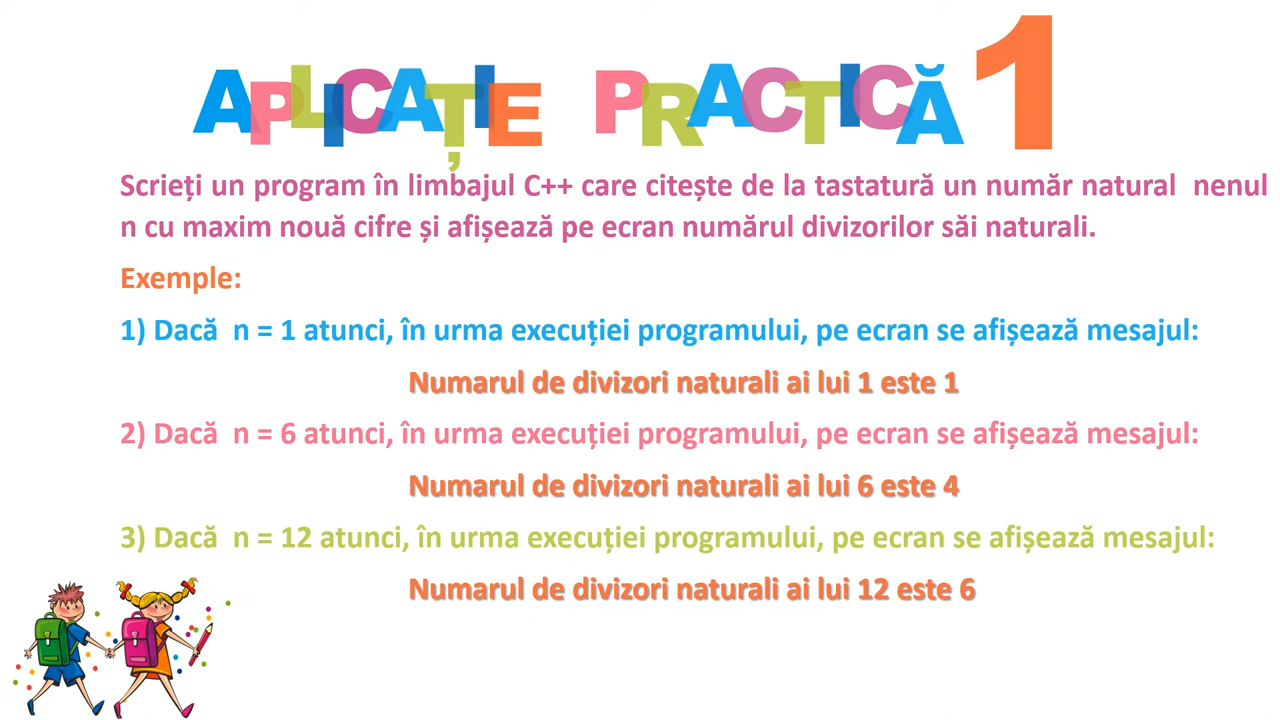 APLICAȚIE PRACTICĂ 1
Scrieți un program în limbajul C++ care citește de la tastatură un număr natural nenul
n cu maxim nouă cifre și afișează pe ecran numărul divizorilor săi naturali.
Exemple:
1) Dacă n = 1 atunci, în urma execuției programului, pe ecran se afișează mesajul:
Numarul de divizori naturali ai lui 1 este 1
2) Dacă n = 6 atunci, în urma execuției programului, pe ecran se afișează mesajul:
Numarul de divizori naturali ai lui 6 este 4
3) Dacă n = 12 atunci, în urma execuției programului, pe ecran se afișează mesajul:
Numarul de divizori naturali ai lui 12 este 6